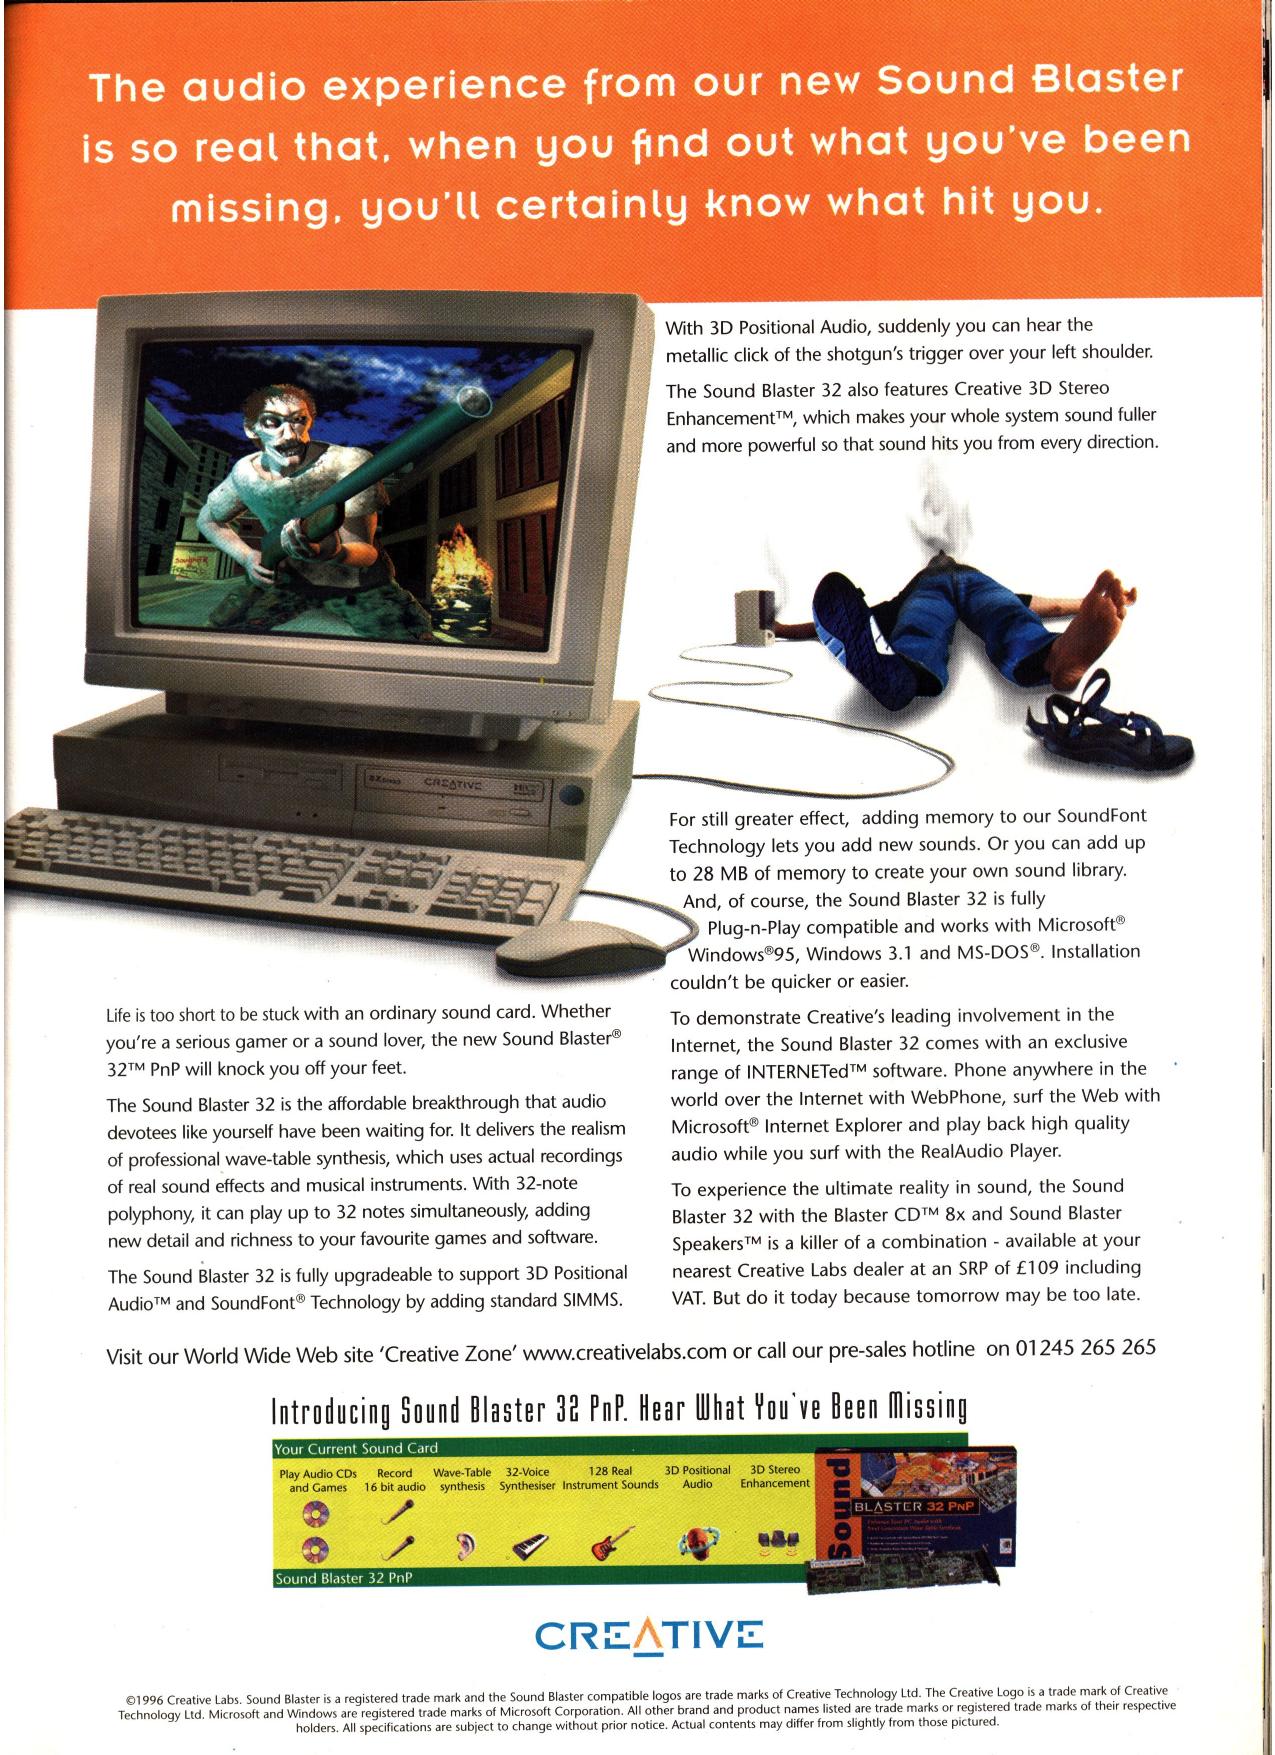 The audio experience from our new Sound Blaster
is so real that, when you find out what you've been
missing, you'll certainly know what hit you.
With 3D Positional Audio, suddenly you can hear the
metallic click of the shotgun's trigger over your left shoulder.
The Sound Blaster 32 also features Creative 3D Stereo
Enhancement™, which makes your whole system sound fuller
and more powerful so that sound hits you from every direction.
CREATIVE
For still greater effect, adding memory to our SoundFont
Technology lets you add new sounds. Or you can add up
to 28 MB of memory to create your own sound library.
And, of course, the Sound Blaster 32 is fully
Plug-n-Play compatible and works with Microsoft®
Windows®95, Windows 3.1 and MS-DOS®. Installation
couldn't be quicker or easier.
Life is too short to be stuck with an ordinary sound card. Whether
you're a serious gamer or a sound lover, the new Sound Blaster®
32™ PnP will knock you off your feet.
The Sound Blaster 32 is the affordable breakthrough that audio
devotees like yourself have been waiting for. It delivers the realism
of professional wave-table synthesis, which uses actual recordings
of real sound effects and musical instruments. With 32-note
polyphony, it can play up to 32 notes simultaneously, adding
new detail and richness to your favourite games and software.
The Sound Blaster 32 is fully upgradeable to support 3D Positional
Audio™ and SoundFont® Technology by adding standard SIMMS.
To demonstrate Creative's leading involvement in the
Internet, the Sound Blaster 32 comes with an exclusive
range of INTERNETed™ software. Phone anywhere in the
world over the Internet with WebPhone, surf the Web with
Microsoft® Internet Explorer and play back high quality
audio while you surf with the RealAudio Player.
To experience the ultimate reality in sound, the Sound
Blaster 32 with the Blaster CD™ 8x and Sound Blaster
Speakers™ is a killer of a combination - available at your
nearest Creative Labs dealer at an SRP of £109 including
VAT. But do it today because tomorrow may be too late.
Visit our World Wide Web site 'Creative Zone' www.creativelabs.com or call our pre-sales hotline on 01245 265 265
Introducing Sound Blaster 32 PnP. Hear What You've Been Missing
Your Current Sound Card
Play Audio CDs and Games
Record 16 bit audio
Wave-Table synthesis
32-Voice Synthesiser
128 Real Instrument Sounds
3D Positional Audio
3D Stereo Enhancement
Sound Blaster 32 PnP
Sound
BLASTER 32 PnP
CREATIVE
©1996 Creative Labs. Sound Blaster is a registered trade mark and the Sound Blaster compatible logos are trade marks of Creative Technology Ltd. The Creative Logo is a trade mark of Creative
Technology Ltd. Microsoft and Windows are registered trade marks of Microsoft Corporation. All other brand and product names listed are trade marks or registered trade marks of their respective
holders. All specifications are subject to change without prior notice. Actual contents may differ from slightly from those pictured.